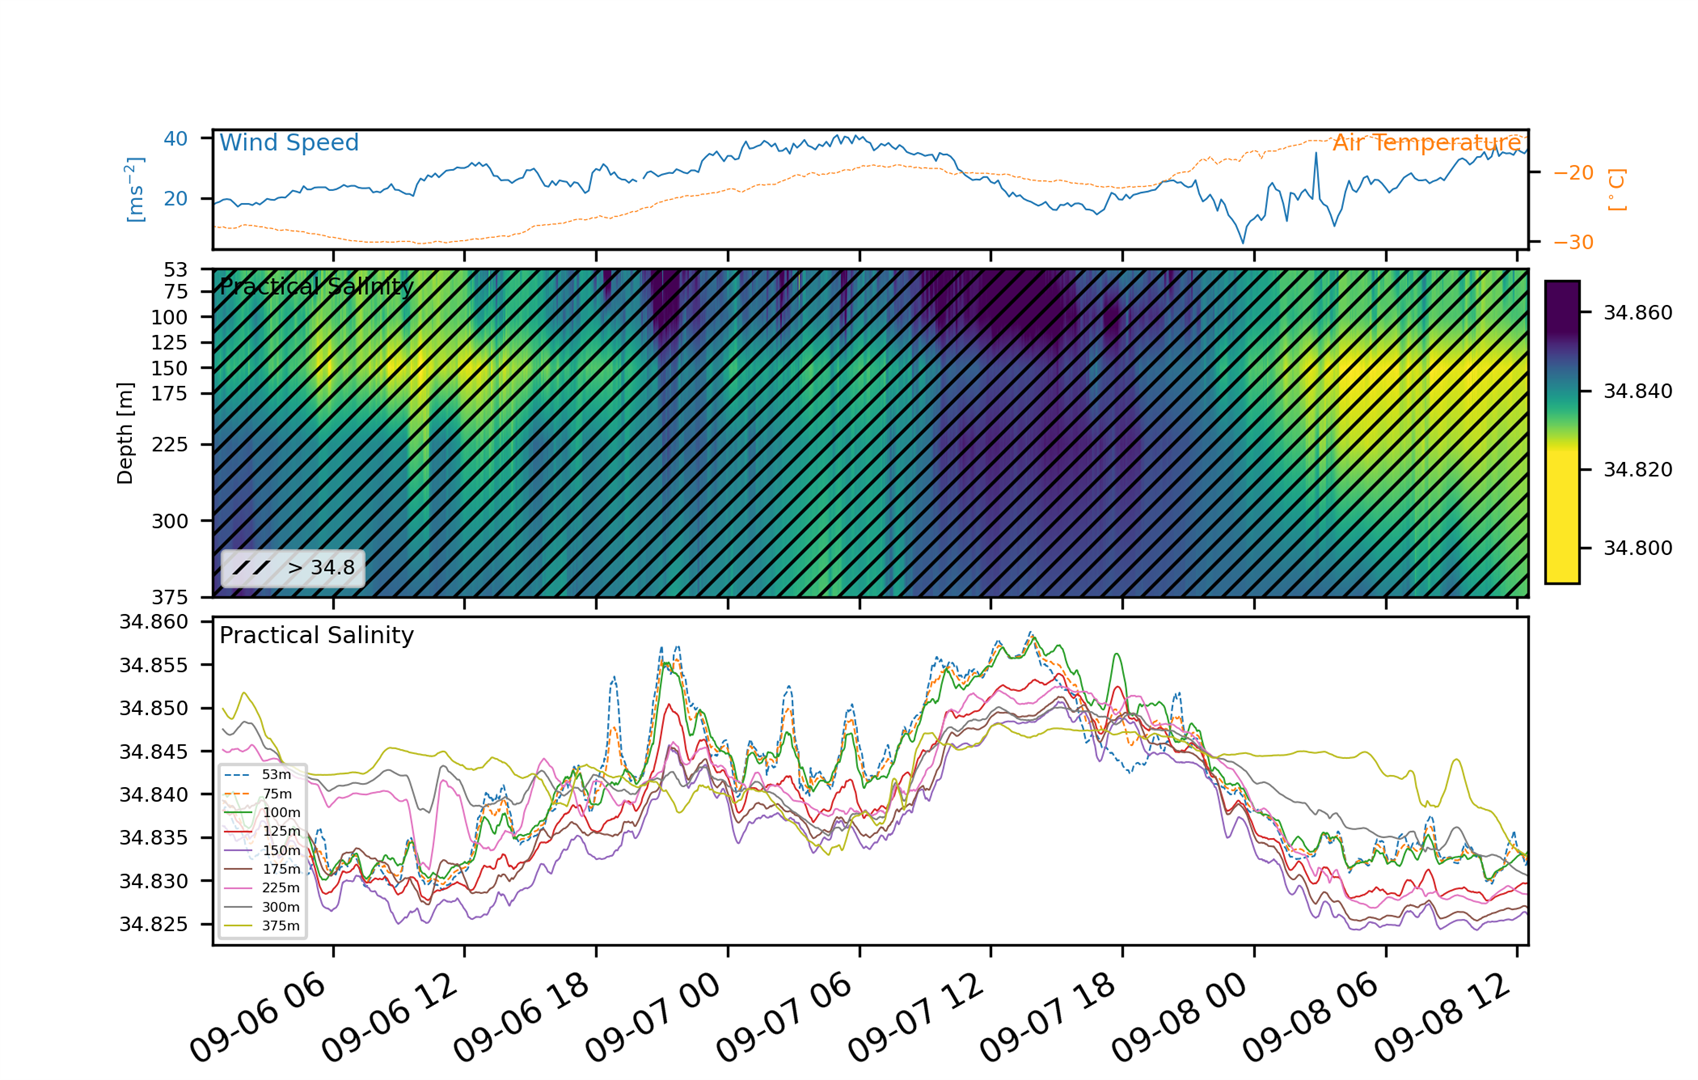 Wind Speed
Air Temperature
40
20
[ms⁻²]
−20
−30
[°C]
Practical Salinity
53
75
100
125
150
175
225
300
375
Depth [m]
> 34.8
34.860
34.840
34.820
34.800
Practical Salinity
34.860
34.855
34.850
34.845
34.840
34.835
34.830
34.825
53m
75m
100m
125m
150m
175m
225m
300m
375m
09-06 06
09-06 12
09-06 18
09-07 00
09-07 06
09-07 12
09-07 18
09-08 00
09-08 06
09-08 12